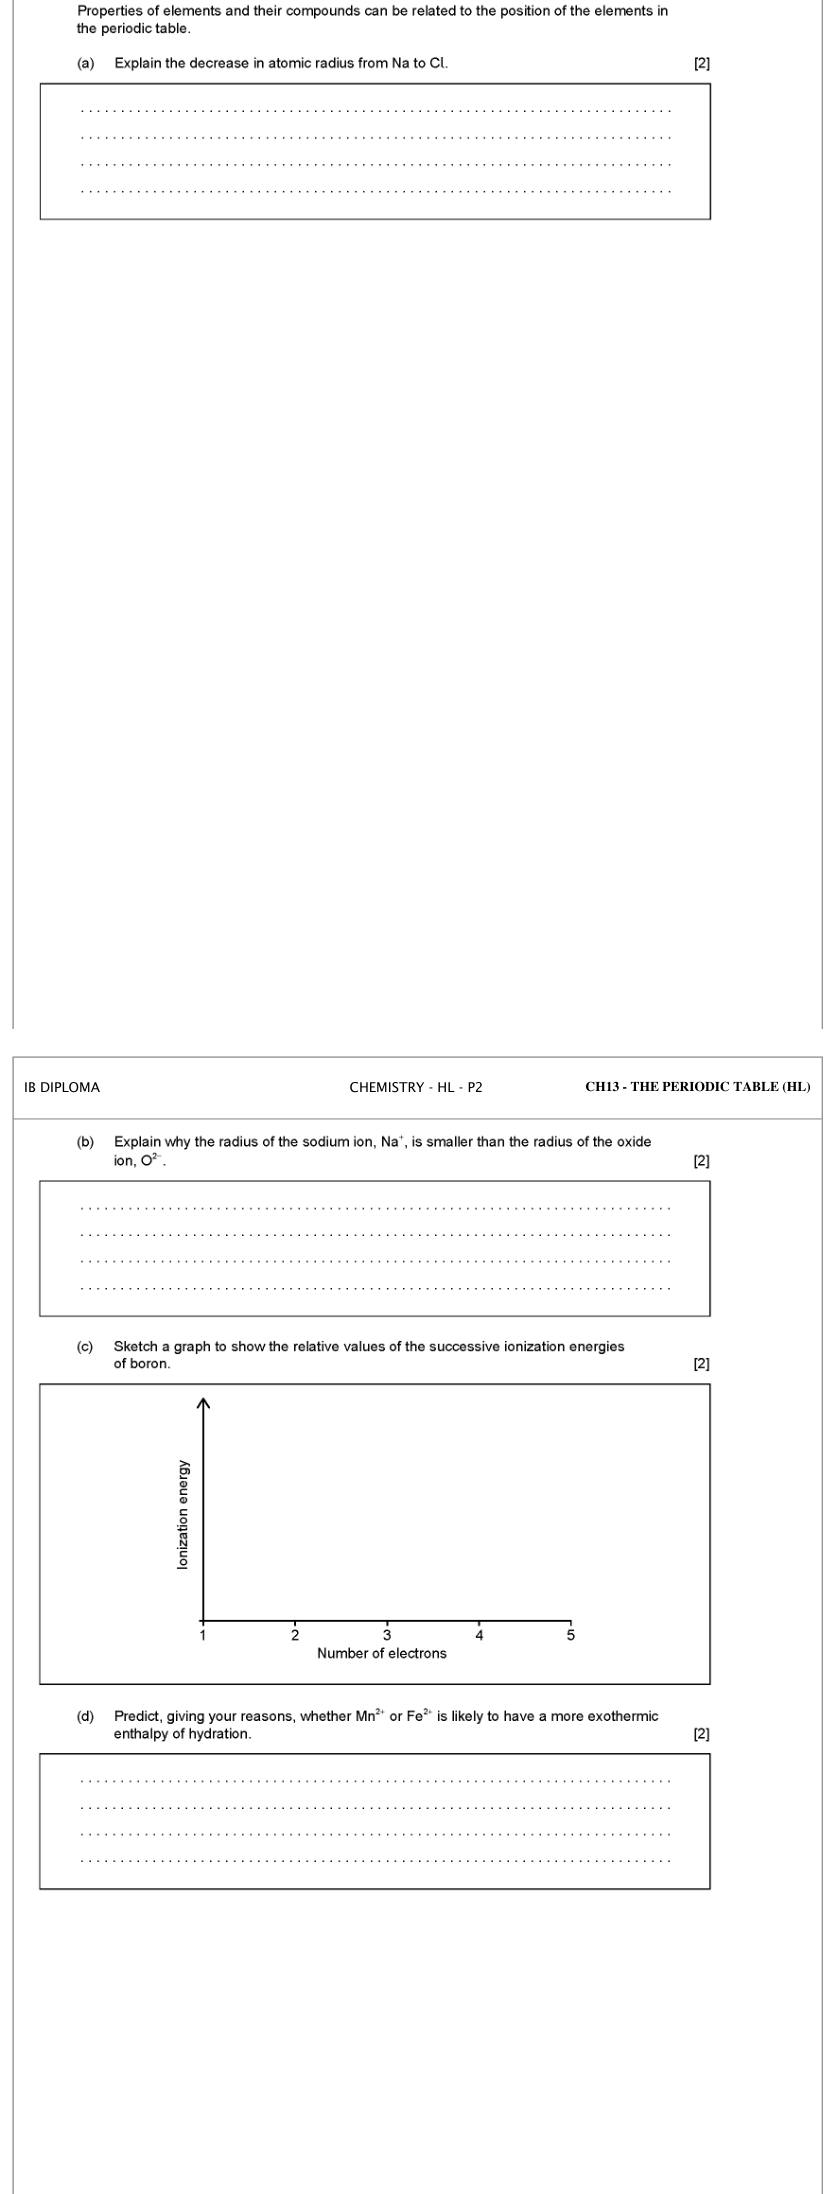 Properties of elements and their compounds can be related to the position of the elements in
the periodic table.
(a) Explain the decrease in atomic radius from Na to Cl. [2]
IB DIPLOMA CHEMISTRY - HL - P2 CH13 - THE PERIODIC TABLE (HL)
(b) Explain why the radius of the sodium ion, Na⁺, is smaller than the radius of the oxide
ion, O²⁻. [2]
(c) Sketch a graph to show the relative values of the successive ionization energies
of boron. [2]
Ionization energy
1 2 3 4 5
Number of electrons
(d) Predict, giving your reasons, whether Mn²⁺ or Fe²⁺ is likely to have a more exothermic
enthalpy of hydration. [2]